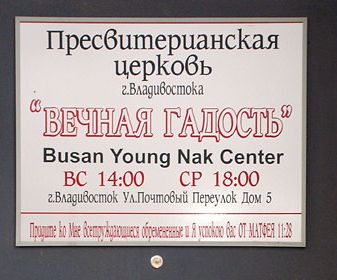 Пресвитерианская
церковь
г.Владивостока
"ВЕЧНАЯ ГАДОСТЬ"
Busan Young Nak Center
ВС 14:00 СР 18:00
г.Владивосток Ул.Почтовый Переулок Дом 5
Придите ко Мне всетруждающиеся обремененные и Я успокою вас ОТ МАТФЕЯ 11:28